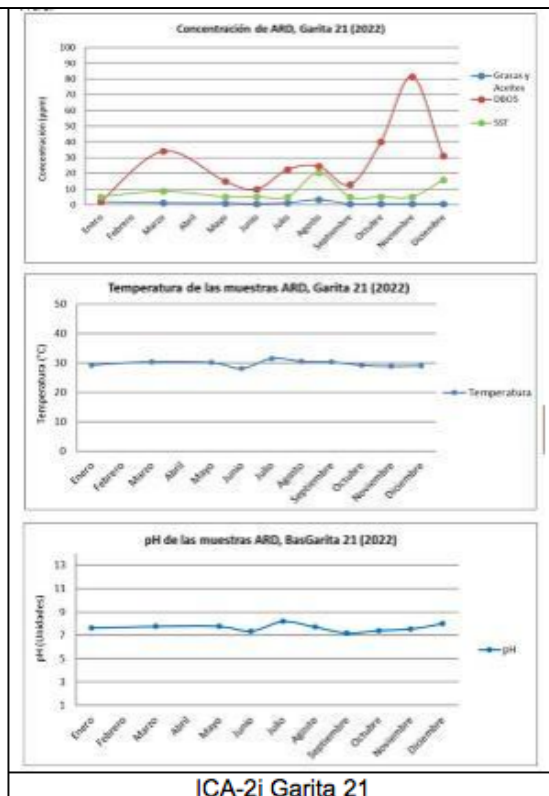 Concentración de ARD, Garita 21 (2022)
Concentración (ppm)
100
90
80
70
60
50
40
30
20
10
0
Enero
Febrero
Marzo
Abril
Mayo
Junio
Julio
Agosto
Septiembre
Octubre
Noviembre
Diciembre
Grasas y
Aceites
DBO5
SST
Temperatura de las muestras ARD, Garita 21 (2022)
Temperatura (°C)
50
40
30
20
10
0
Enero
Febrero
Marzo
Abril
Mayo
Junio
Julio
Agosto
Septiembre
Octubre
Noviembre
Diciembre
Temperatura
pH de las muestras ARD, BasGarita 21 (2022)
pH (Unidades)
13
11
9
7
5
3
1
Enero
Febrero
Marzo
Abril
Mayo
Junio
Julio
Agosto
Septiembre
Octubre
Noviembre
Diciembre
pH
ICA-2i Garita 21